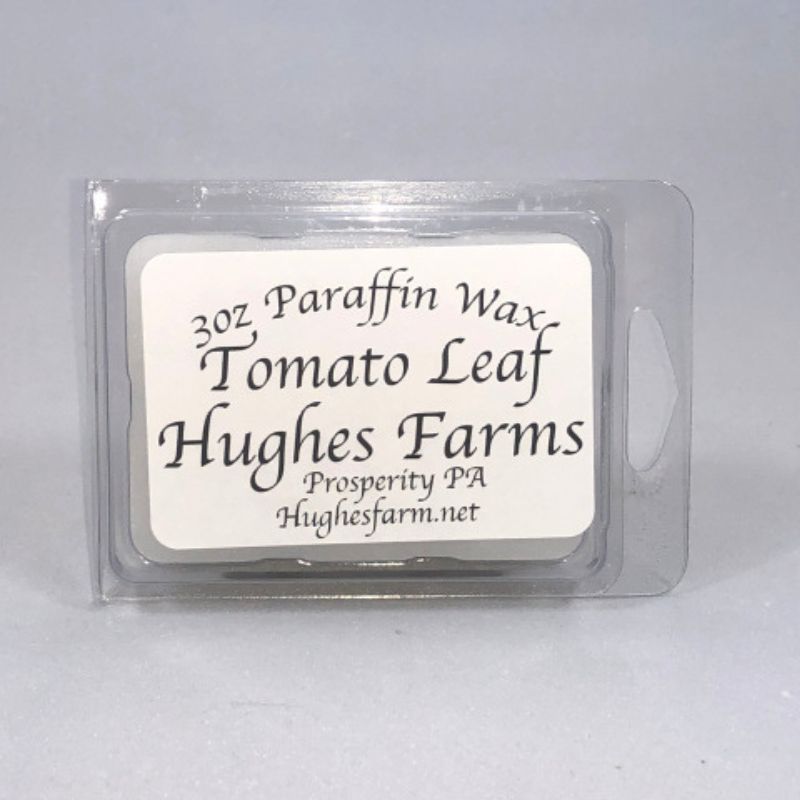 3oz Paraffin Wax
Tomato Leaf
Hughes Farms
Prosperity PA
Hughesfarm.net